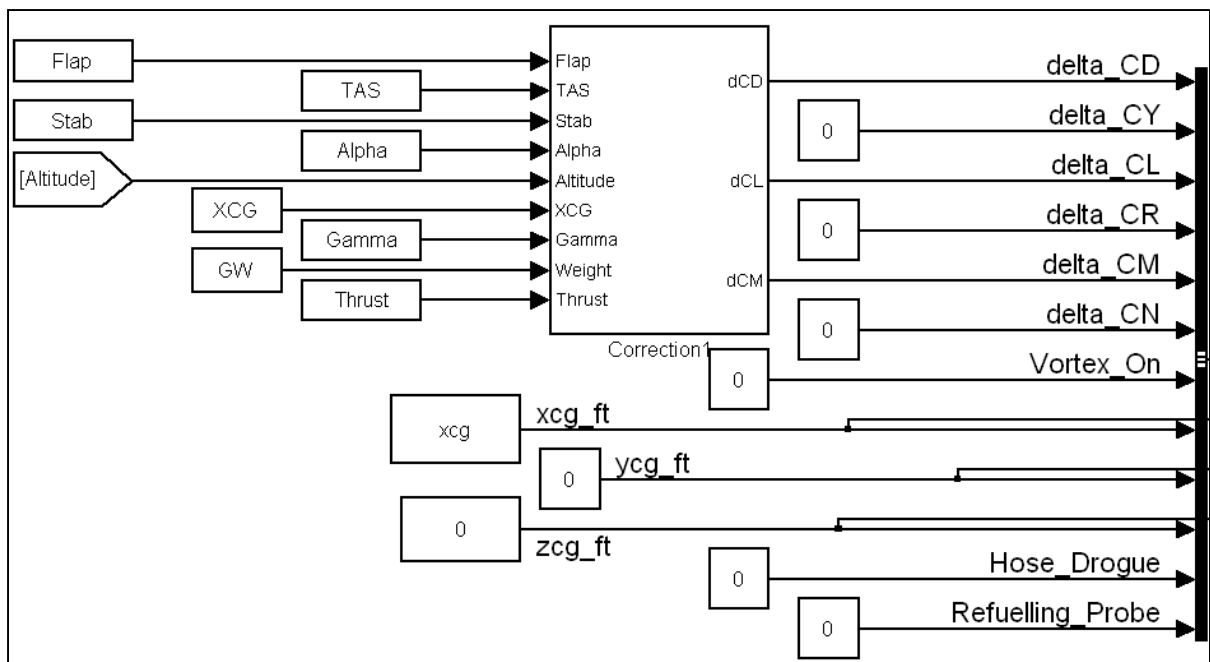 Flap
TAS
Stab
Alpha
[Altitude]
XCG
Gamma
GW
Thrust
Flap
TAS
Stab
Alpha
Altitude
XCG
Gamma
Weight
Thrust
dCD
dCL
dCM
Correction1
delta_CD
0
delta_CY
delta_CL
0
delta_CR
delta_CM
0
delta_CN
0
Vortex_On
xcg
xcg_ft
0
ycg_ft
0
zcg_ft
0
Hose_Drogue
0
Refuelling_Probe